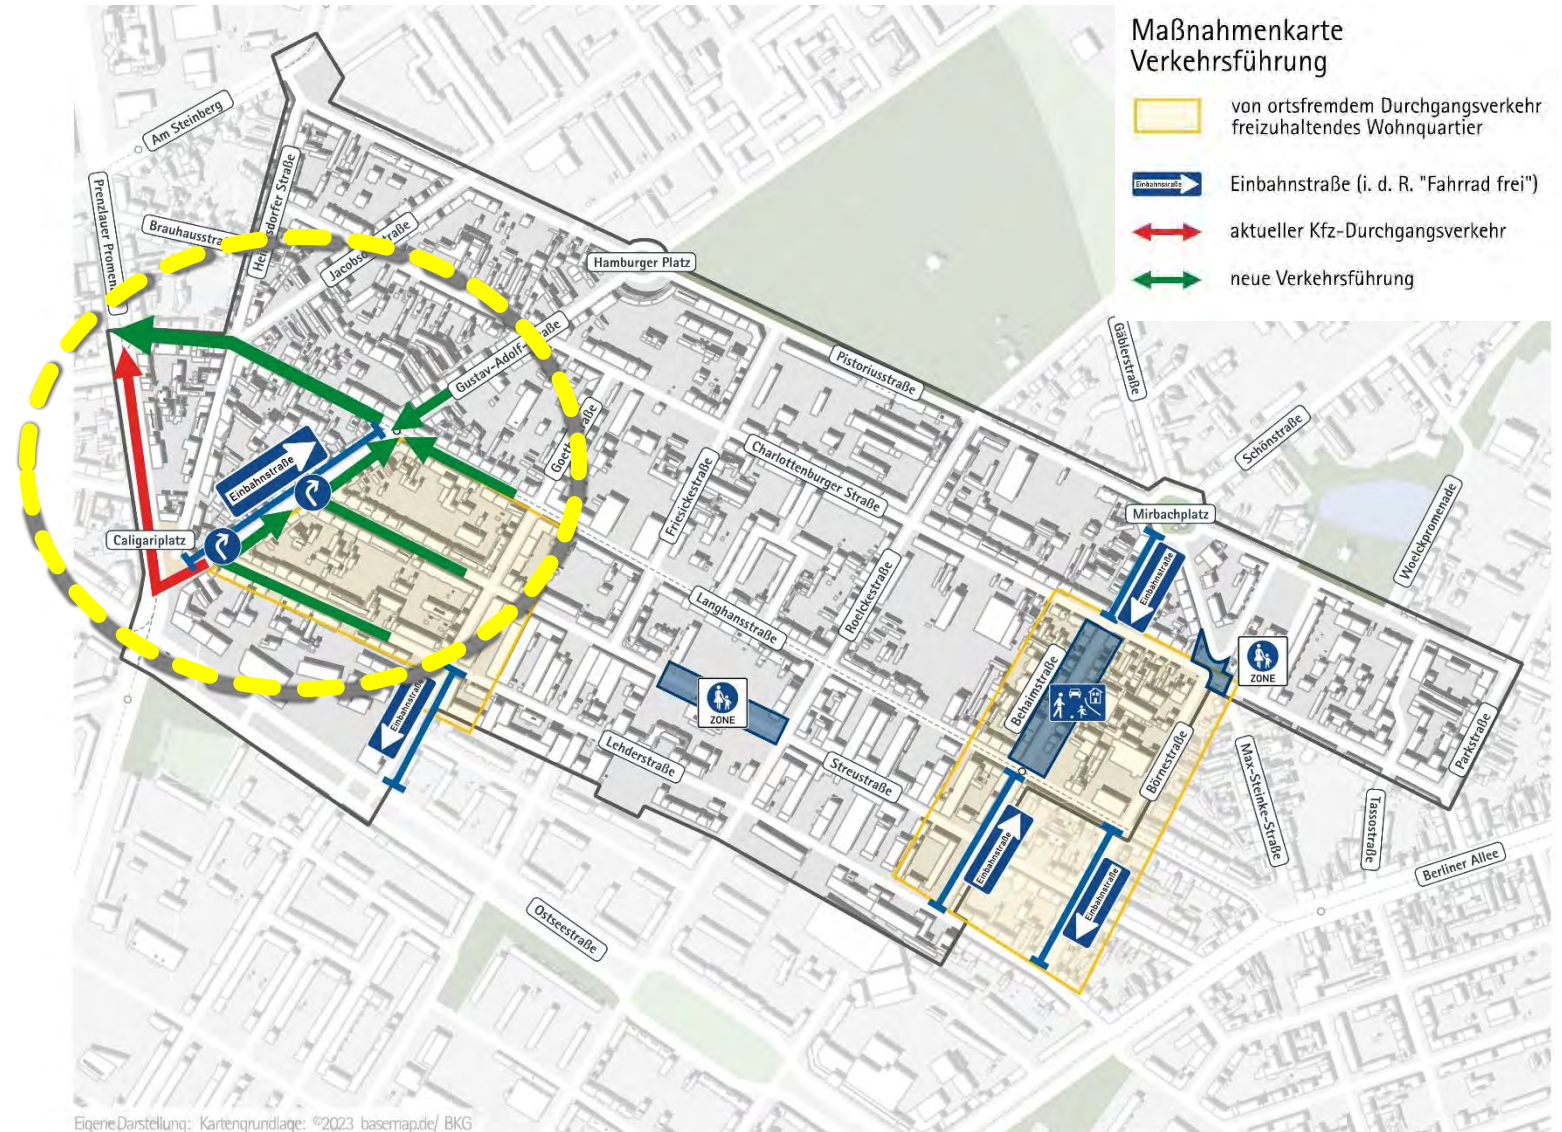 Maßnahmenkarte
Verkehrsführung
von ortsfremdem Durchgangsverkehr
freizuhaltendes Wohnquartier
Einbahnstraße
Einbahnstraße (i. d. R. "Fahrrad frei")
aktueller Kfz-Durchgangsverkehr
neue Verkehrsführung
Am Steinberg
Prenzlauer
Brauhausstra
Hamburger Platz
Gustav-Adolf-
Pistoriusstraße
Gäblerstraße
Schönstraße
Charlottenburger Straße
Friesickestraße
Einbahnstraße
Caligariplatz
Mirbachplatz
Woelckpromenade
Einbahnstraße
Roelckestraße
Langhansstraße
ZONE
ZONE
Behaimstraße
Einbahnstraße
Lehderstraße
Streustraße
Börnestraße
Parkstraße
Max-Steinke-Straße
Tassostraße
Einbahnstraße
Einbahnstraße
Berliner Allee
Ostseestraße
Eigene Darstellung: Kartengrundlage: ©2023 basemap.de/ BKG